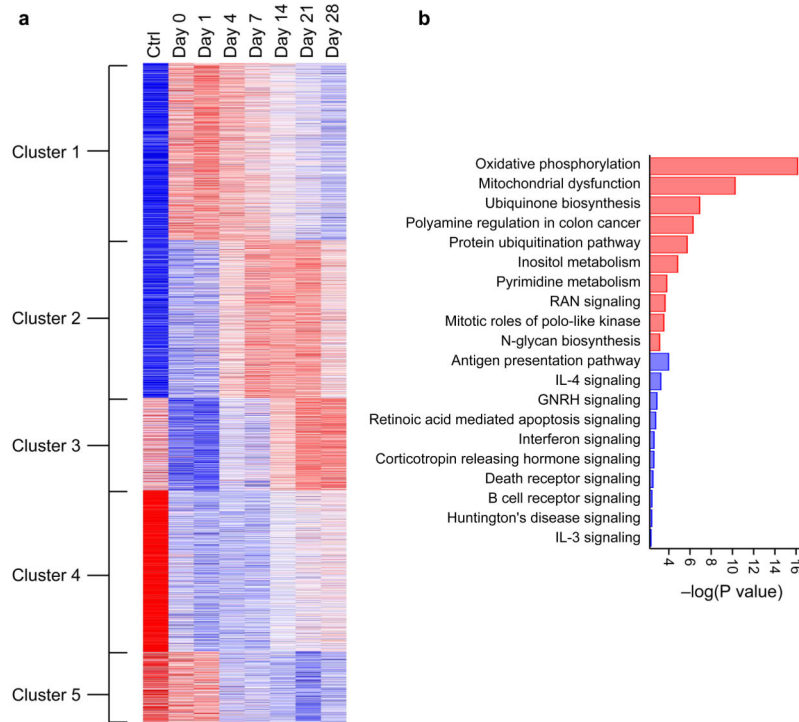 a
Ctrl
Day 0
Day 1
Day 4
Day 7
Day 14
Day 21
Day 28
Cluster 1
Cluster 2
Cluster 3
Cluster 4
Cluster 5
b
Oxidative phosphorylation
Mitochondrial dysfunction
Ubiquinone biosynthesis
Polyamine regulation in colon cancer
Protein ubiquitination pathway
Inositol metabolism
Pyrimidine metabolism
RAN signaling
Mitotic roles of polo-like kinase
N-glycan biosynthesis
Antigen presentation pathway
IL-4 signaling
GNRH signaling
Retinoic acid mediated apoptosis signaling
Interferon signaling
Corticotropin releasing hormone signaling
Death receptor signaling
B cell receptor signaling
Huntington's disease signaling
IL-3 signaling
4 6 8 10 12 14 16
–log(P value)